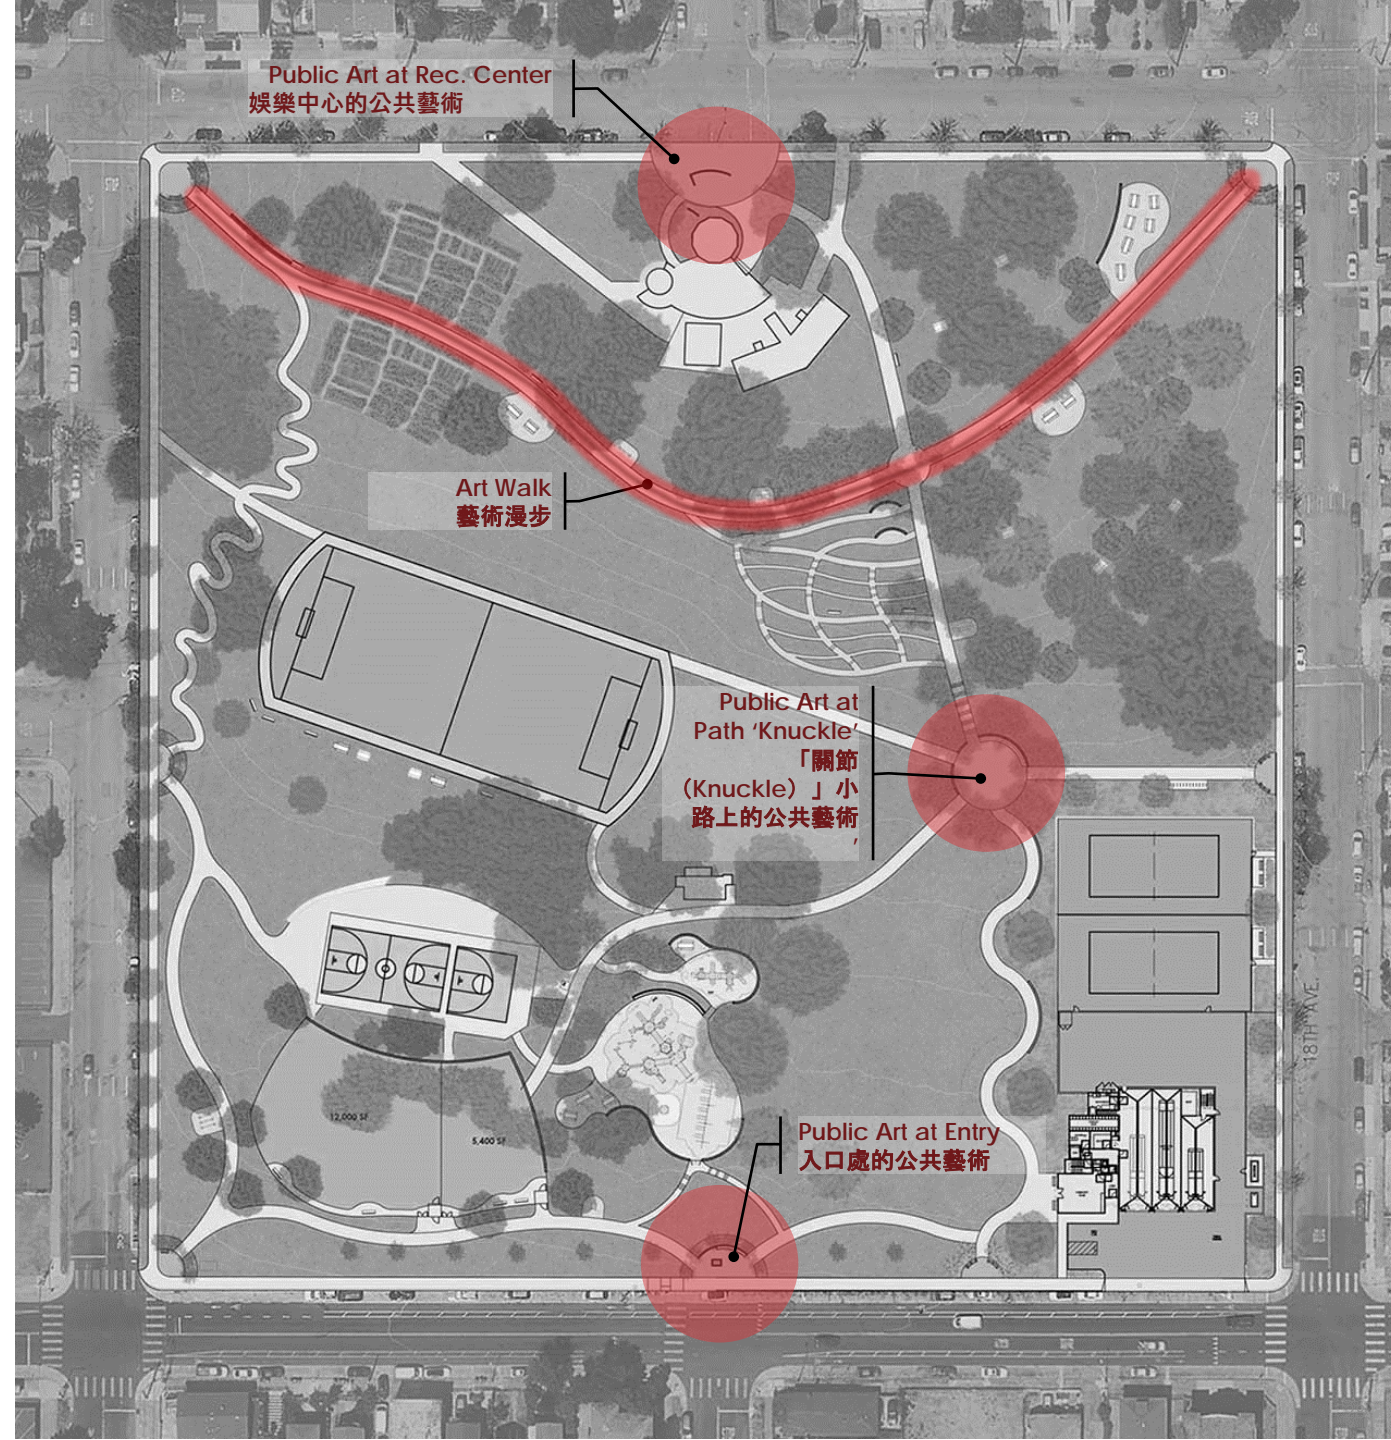 Public Art at Rec. Center
娛樂中心的公共藝術
Art Walk
藝術漫步
Public Art at
Path ‘Knuckle’
「關節
（Knuckle）」小
路上的公共藝術
’
12,000 SF
5,400 SF
18TH AVE.
Public Art at Entry
入口處的公共藝術
STOP